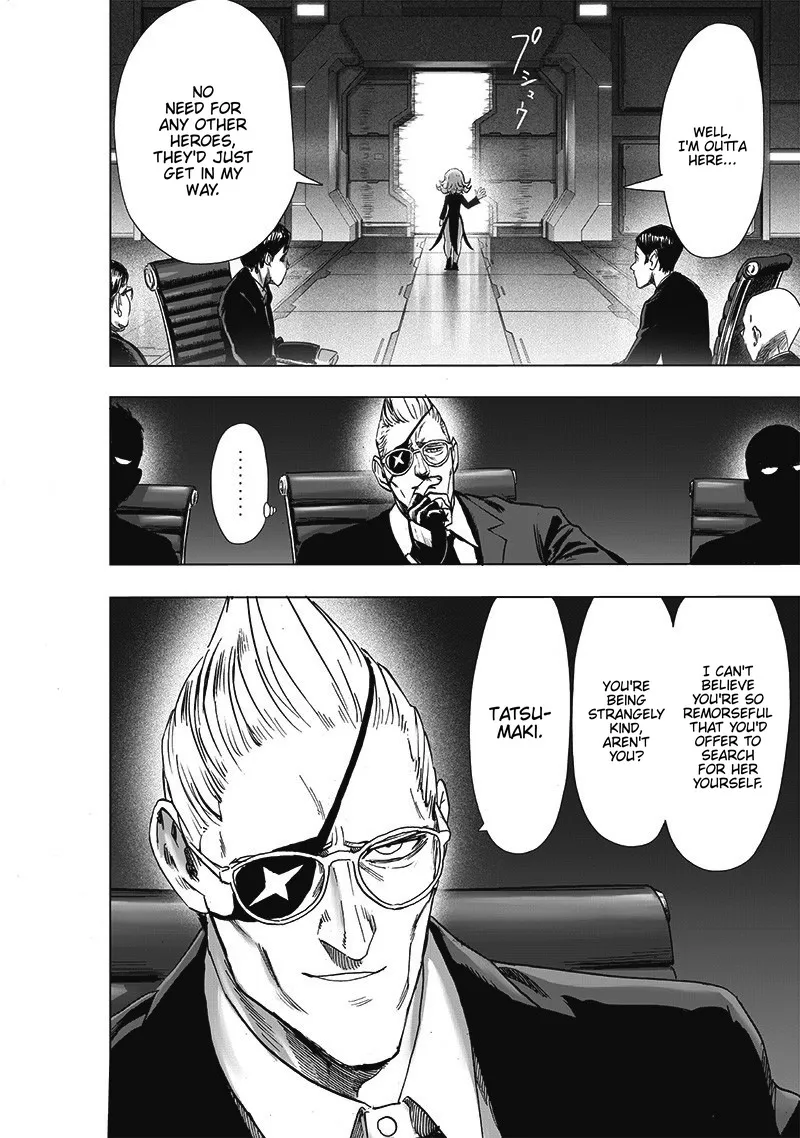 WELL,
I'M OUTTA
HERE...
プシュウ
NO
NEED FOR
ANY OTHER
HEROES,
THEY'D JUST
GET IN MY
WAY.
.........
I CAN'T
BELIEVE
YOU'RE SO
REMORSEFUL
THAT YOU'D
OFFER TO
SEARCH
FOR HER
YOURSELF.
YOU'RE
BEING
STRANGELY
KIND,
AREN'T
YOU?
TATSU-
MAKI.